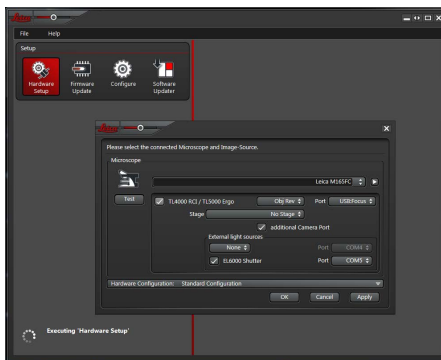 File Help
Setup
Hardware Setup
Firmware Update
Configure
Software Updater
Please select the connected Microscope and Image-Source.
Microscope
Leica M165FC
Test
TL4000 RCI / TL5000 Ergo Obj Rev Port USB:Focus
Stage No Stage
additional Camera Port
External light sources
None Port COM4
EL6000 Shutter Port COM5
Hardware Configuration: Standard Configuration
OK Cancel Apply
Executing 'Hardware Setup'